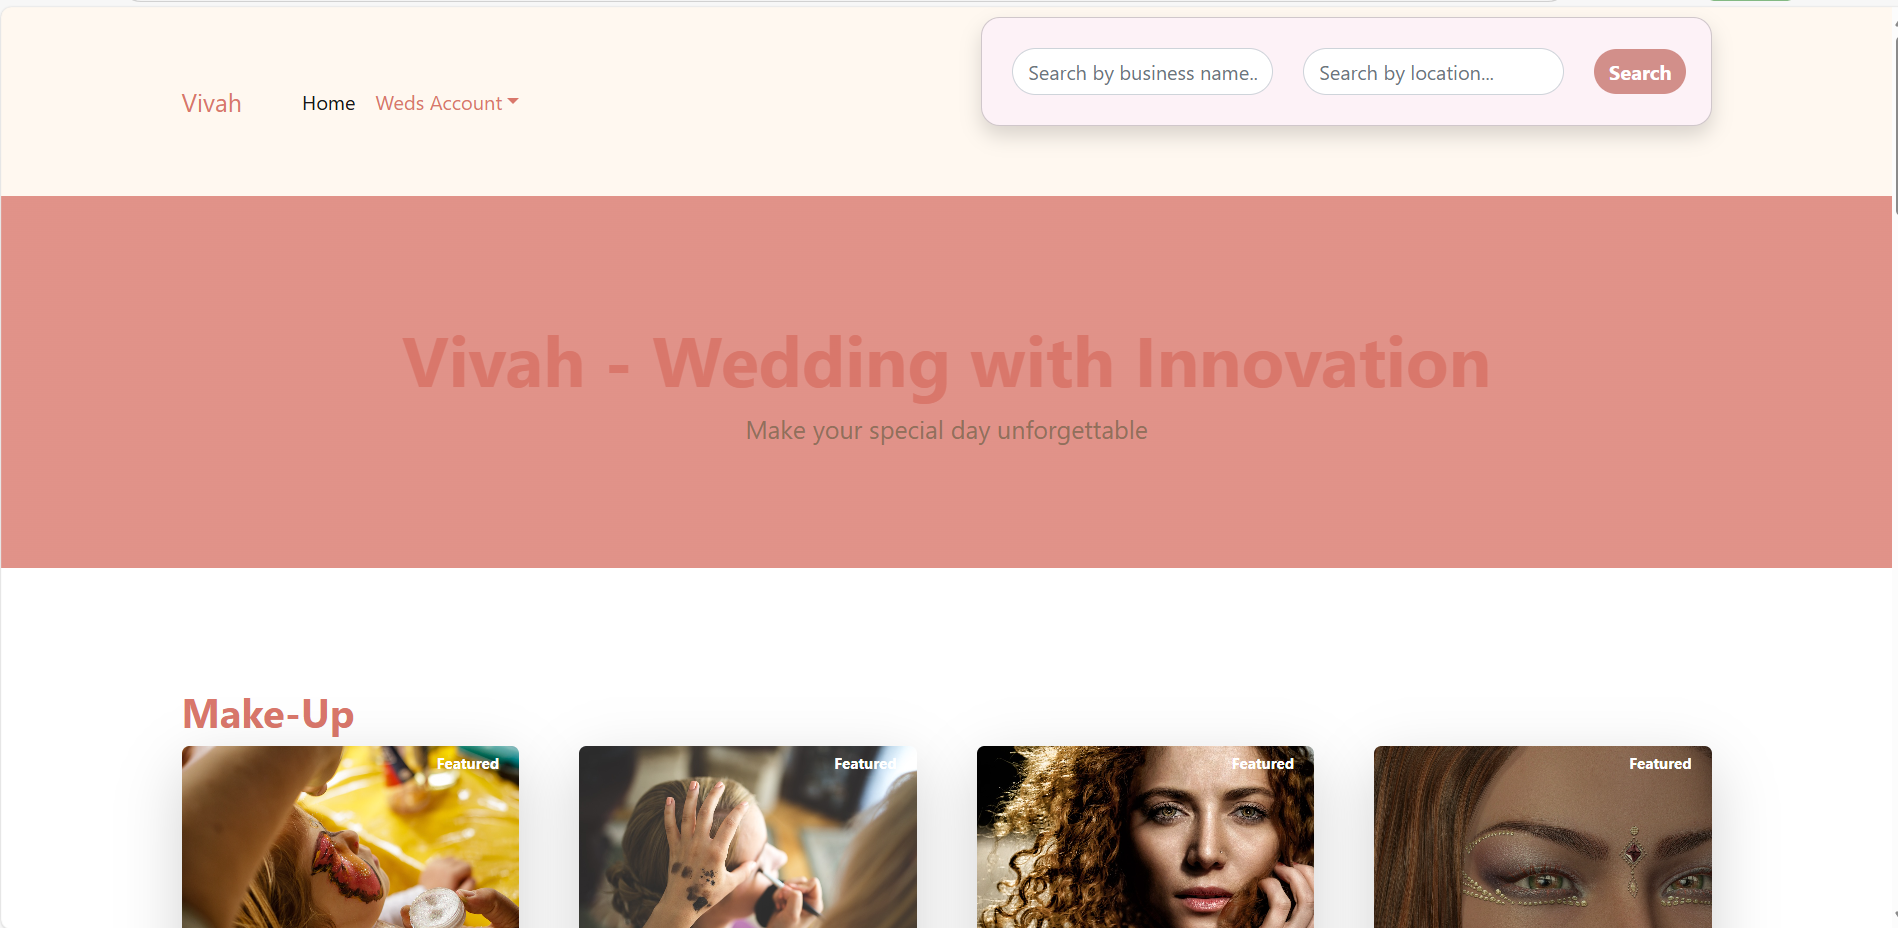 Vivah
Home
Weds Account
Search by business name..
Search by location...
Search
Vivah - Wedding with Innovation
Make your special day unforgettable
Make-Up
Featured
Featured
Featured
Featured